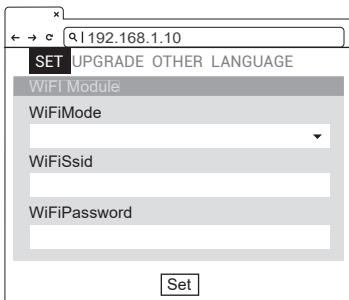 192.168.1.10
SET UPGRADE OTHER LANGUAGE
WiFI Module
WiFiMode
WiFiSsid
WiFiPassword
Set